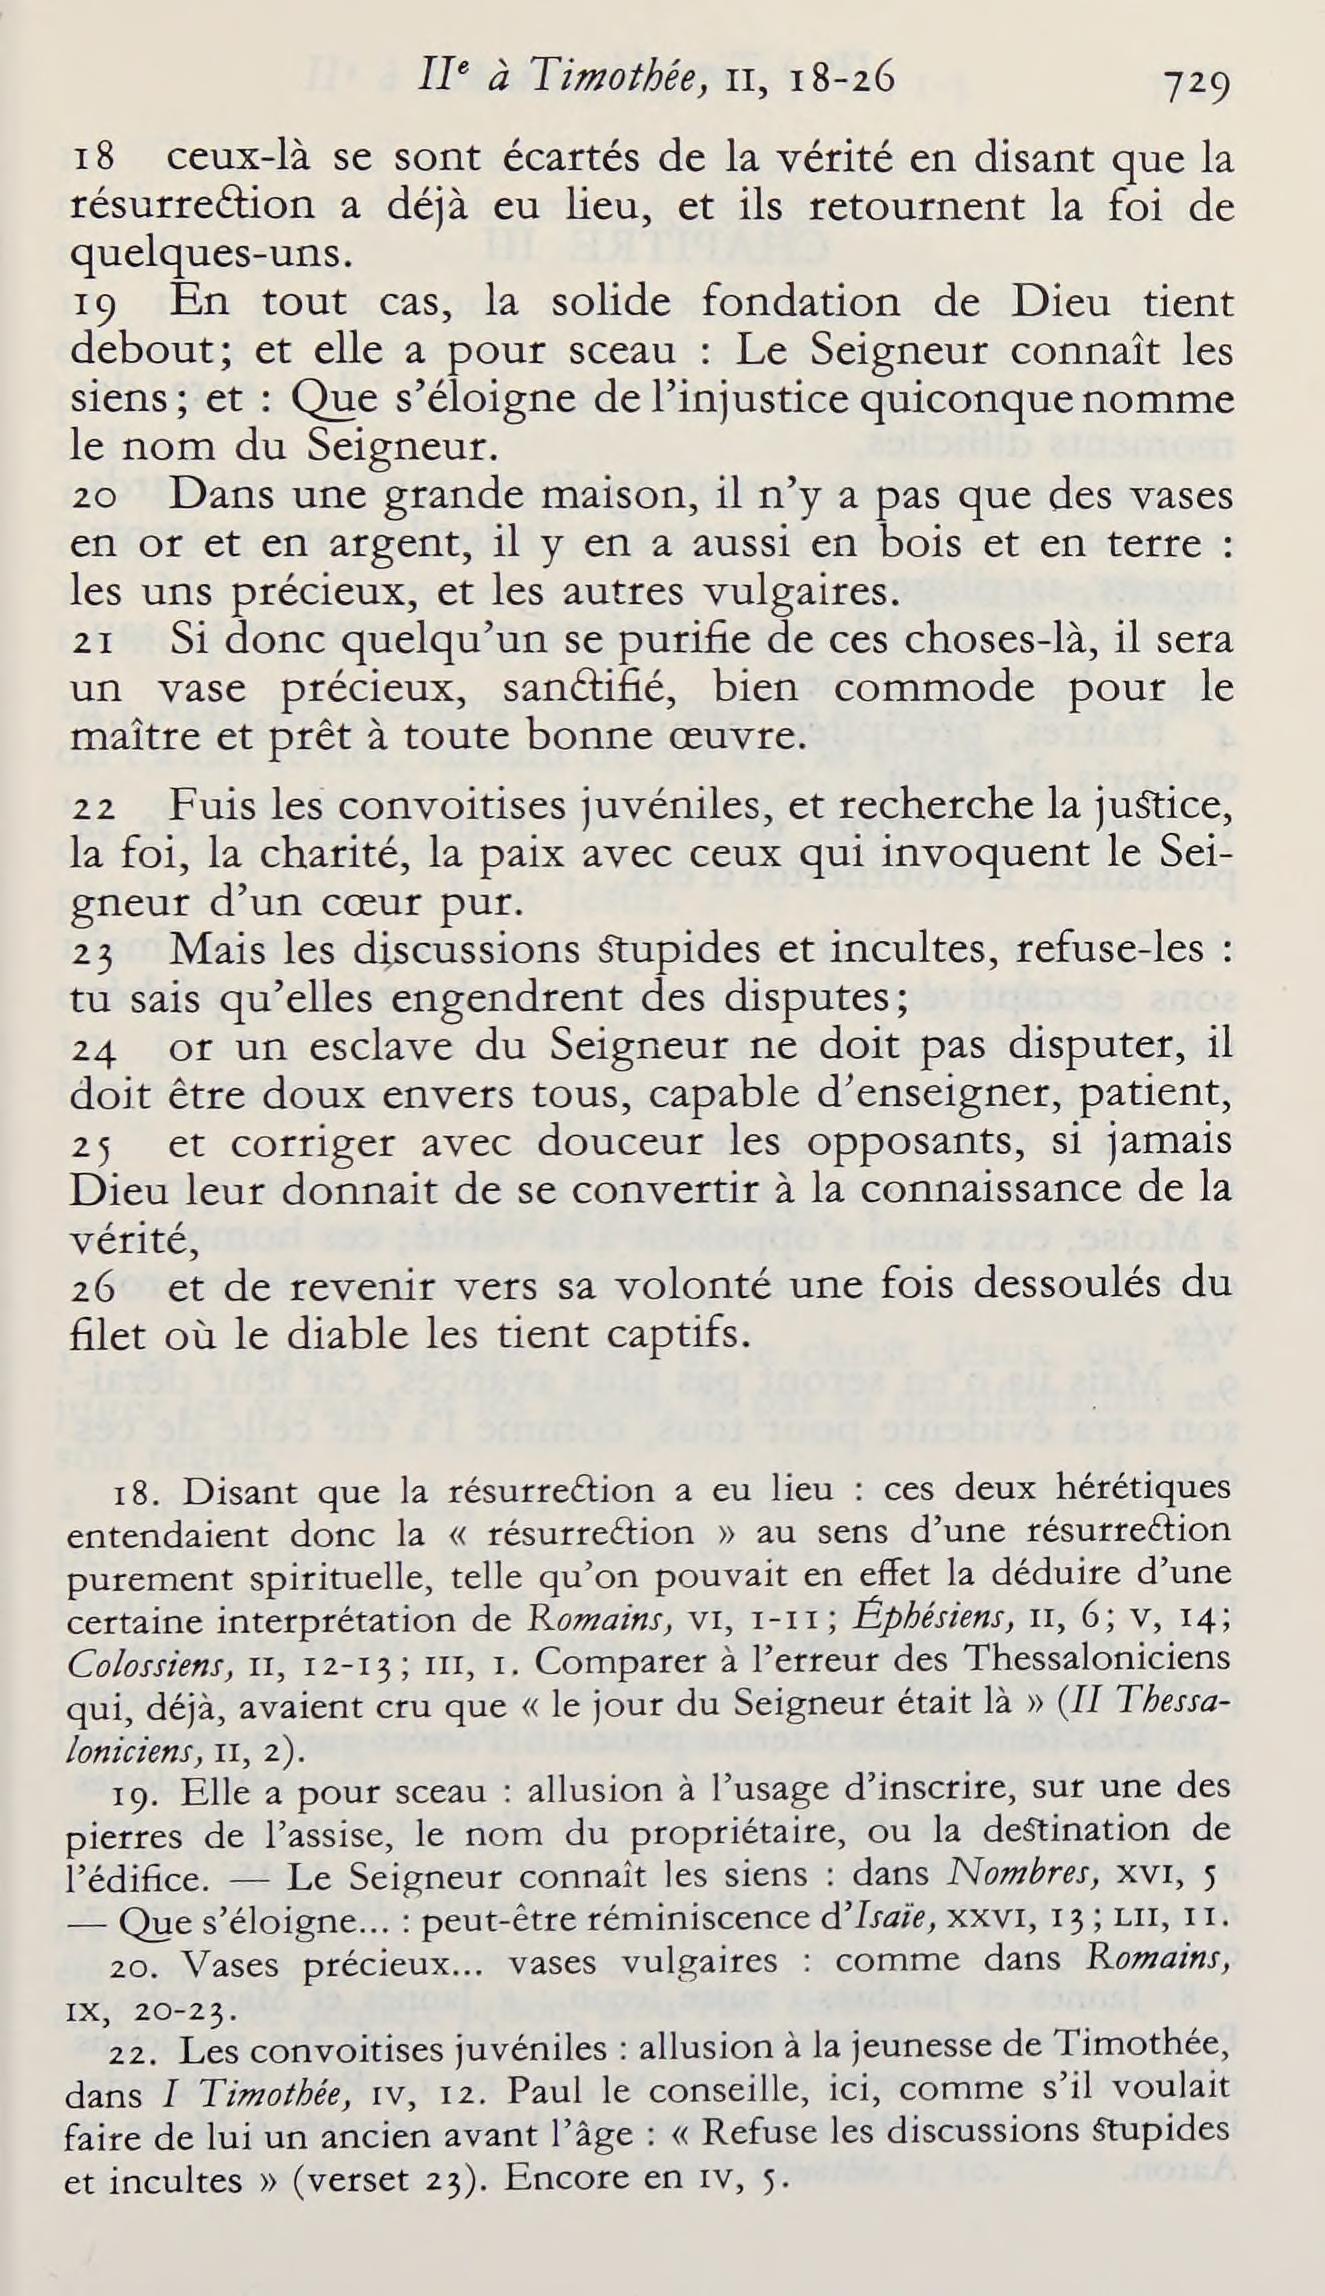 IIe à Timothée, II, 18-26 729
18 ceux-là se sont écartés de la vérité en disant que la
résurrection a déjà eu lieu, et ils retournent la foi de
quelques-uns.
19 En tout cas, la solide fondation de Dieu tient
debout; et elle a pour sceau : Le Seigneur connaît les
siens; et : Que s'éloigne de l'injustice quiconque nomme
le nom du Seigneur.
20 Dans une grande maison, il n'y a pas que des vases
en or et en argent, il y en a aussi en bois et en terre :
les uns précieux, et les autres vulgaires.
21 Si donc quelqu'un se purifie de ces choses-là, il sera
un vase précieux, sanctifié, bien commode pour le
maître et prêt à toute bonne œuvre.
22 Fuis les convoitises juvéniles, et recherche la justice,
la foi, la charité, la paix avec ceux qui invoquent le Sei-
gneur d'un cœur pur.
23 Mais les discussions stupides et incultes, refuse-les :
tu sais qu'elles engendrent des disputes;
24 or un esclave du Seigneur ne doit pas disputer, il
doit être doux envers tous, capable d'enseigner, patient,
25 et corriger avec douceur les opposants, si jamais
Dieu leur donnait de se convertir à la connaissance de la
vérité,
26 et de revenir vers sa volonté une fois dessoulés du
filet où le diable les tient captifs.
18. Disant que la résurrection a eu lieu : ces deux hérétiques
entendaient donc la « résurrection » au sens d'une résurrection
purement spirituelle, telle qu'on pouvait en effet la déduire d'une
certaine interprétation de Romains, VI, 1-11; Éphésiens, II, 6; V, 14;
Colossiens, II, 12-13; III, 1. Comparer à l'erreur des Thessaloniciens
qui, déjà, avaient cru que « le jour du Seigneur était là » (II Thessa-
loniciens, II, 2).
19. Elle a pour sceau : allusion à l'usage d'inscrire, sur une des
pierres de l'assise, le nom du propriétaire, ou la destination de
l'édifice. — Le Seigneur connaît les siens : dans Nombres, XVI, 5
— Que s'éloigne... : peut-être réminiscence d'Isaïe, XXVI, 13; LII, 11.
20. Vases précieux... vases vulgaires : comme dans Romains,
IX, 20-23.
22. Les convoitises juvéniles : allusion à la jeunesse de Timothée,
dans I Timothée, IV, 12. Paul le conseille, ici, comme s'il voulait
faire de lui un ancien avant l'âge : « Refuse les discussions stupides
et incultes » (verset 23). Encore en IV, 5.